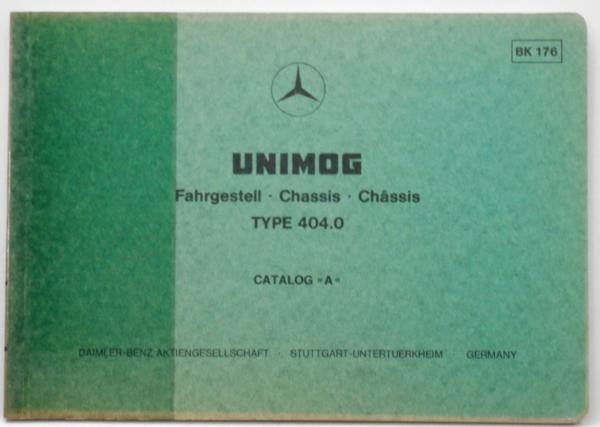 BK 176
UNIMOG
Fahrgestell · Chassis · Châssis
TYPE 404.0
CATALOG »A«
DAIMLER-BENZ AKTIENGESELLSCHAFT · STUTTGART-UNTERTUERKHEIM · GERMANY